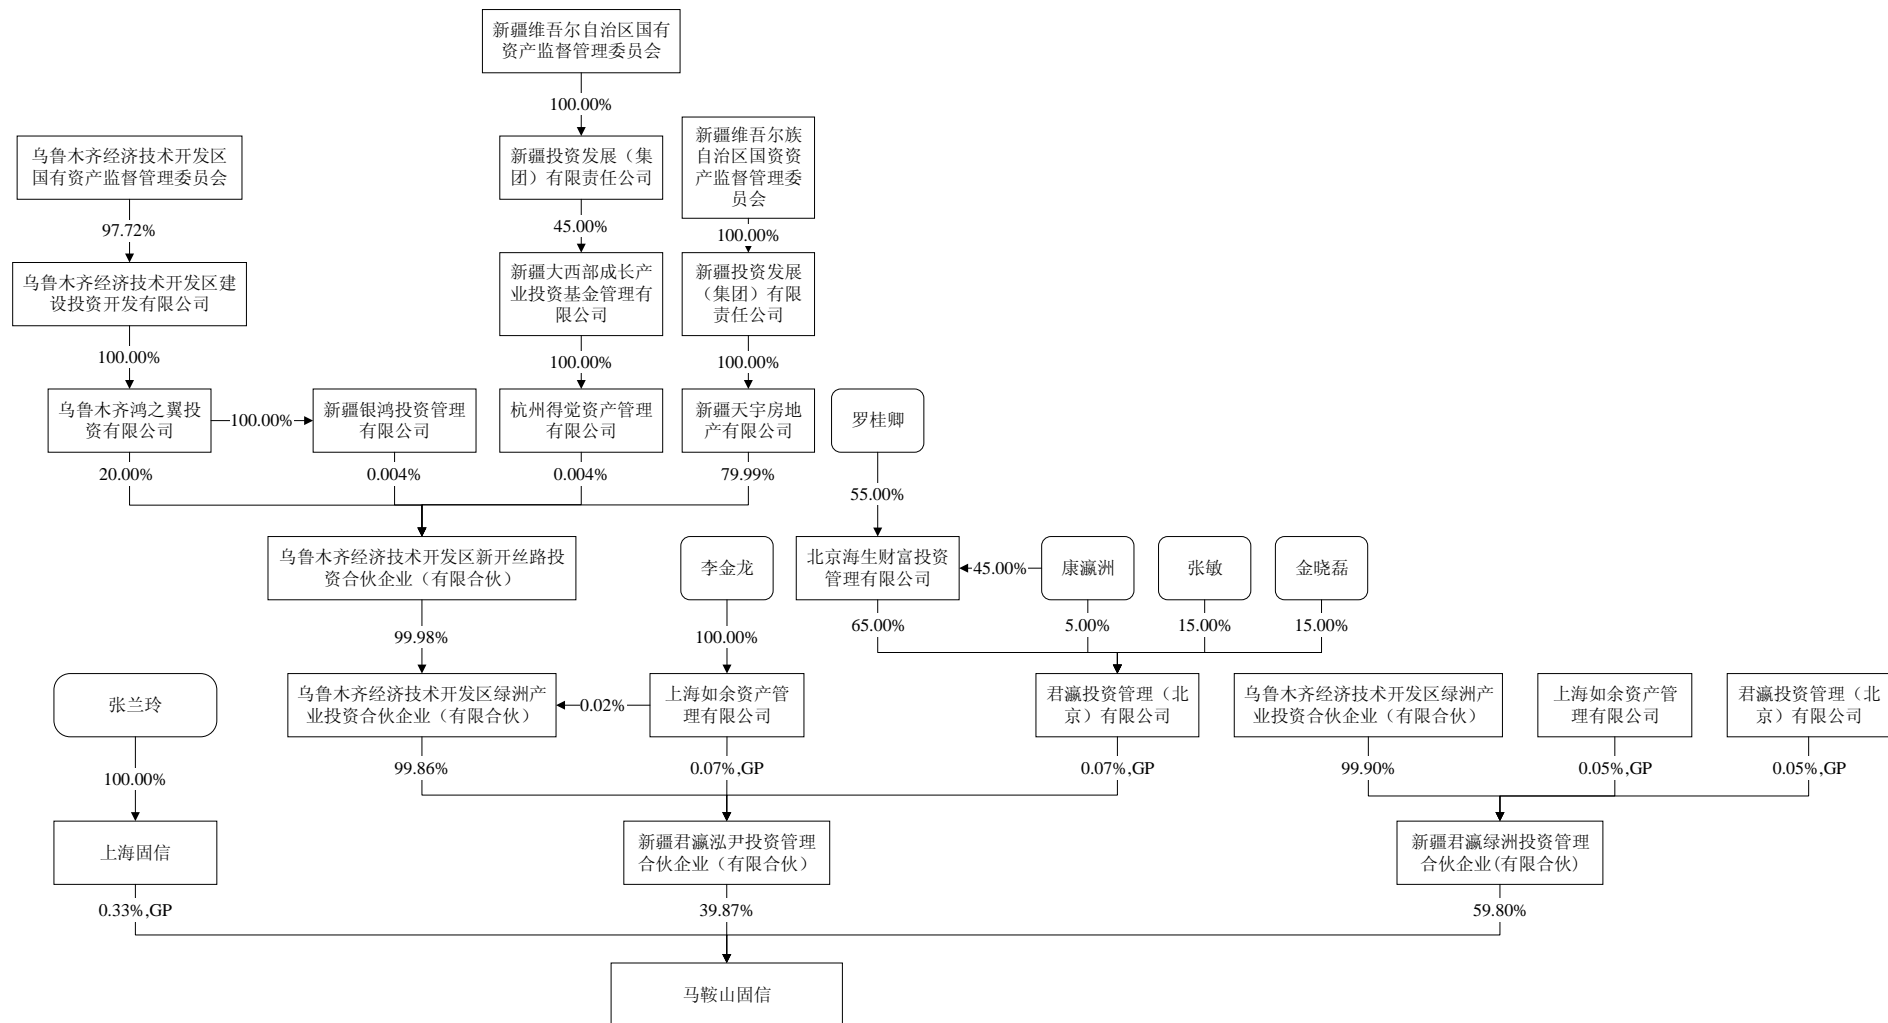 新疆维吾尔自治区国有
资产监督管理委员会
100.00%
乌鲁木齐经济技术开发区
国有资产监督管理委员会
新疆投资发展（集
团）有限责任公司
新疆维吾尔族
自治区国资资
产监督管理委
员会
97.72%
45.00%
100.00%
乌鲁木齐经济技术开发区建
设投资开发有限公司
新疆大西部成长产
业投资基金管理有
限公司
新疆投资发展
（集团）有限
责任公司
100.00%
100.00%
100.00%
乌鲁木齐鸿之翼投
资有限公司
100.00%
新疆银鸿投资管理
有限公司
杭州得觉资产管理
有限公司
新疆天宇房地
产有限公司
罗桂卿
20.00%
0.004%
0.004%
79.99%
55.00%
乌鲁木齐经济技术开发区新开丝路投
资合伙企业（有限合伙）
李金龙
北京海生财富投资
管理有限公司
45.00%
康瀛洲
张敏
金晓磊
99.98%
100.00%
65.00%
5.00%
15.00%
15.00%
张兰玲
乌鲁木齐经济技术开发区绿洲产
业投资合伙企业（有限合伙）
0.02%
上海如余资产管
理有限公司
君瀛投资管理（北
京）有限公司
乌鲁木齐经济技术开发区绿洲产
业投资合伙企业（有限合伙）
上海如余资产管
理有限公司
君瀛投资管理（北
京）有限公司
100.00%
99.86%
0.07%,GP
0.07%,GP
99.90%
0.05%,GP
0.05%,GP
上海固信
新疆君瀛泓尹投资管理
合伙企业（有限合伙）
新疆君瀛绿洲投资管理
合伙企业(有限合伙)
0.33%,GP
39.87%
59.80%
马鞍山固信